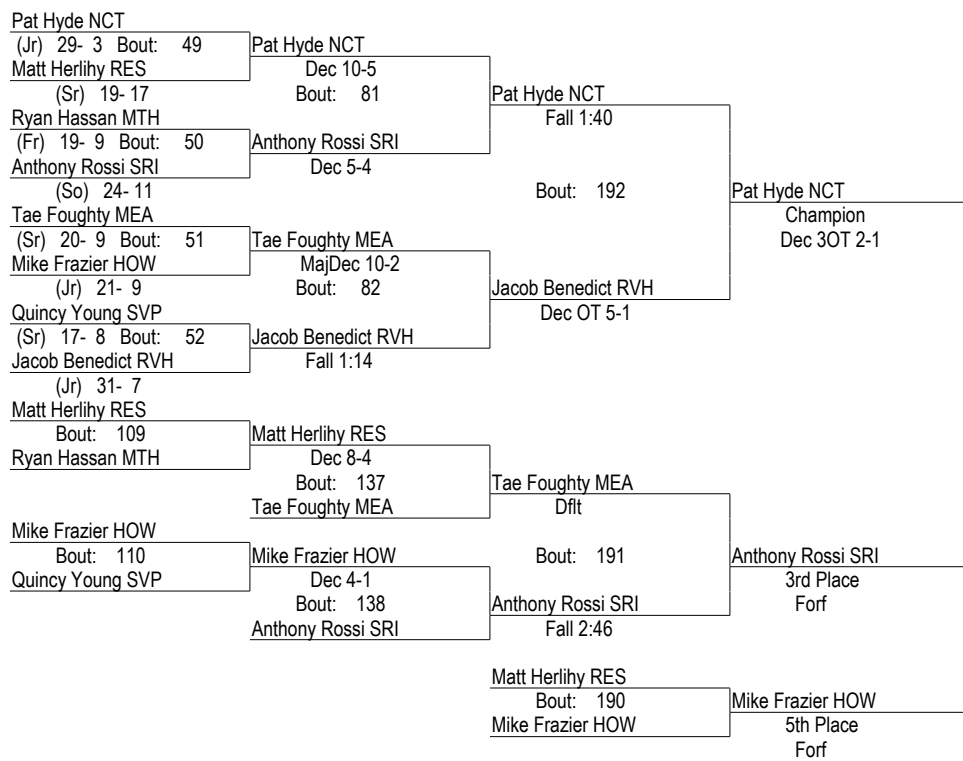 Pat Hyde NCT
(Jr) 29- 3 Bout: 49
Pat Hyde NCT
Matt Herlihy RES
Dec 10-5
(Sr) 19- 17
Bout: 81
Pat Hyde NCT
Ryan Hassan MTH
Fall 1:40
(Fr) 19- 9 Bout: 50
Anthony Rossi SRI
Anthony Rossi SRI
Dec 5-4
(So) 24- 11
Bout: 192
Pat Hyde NCT
Tae Foughty MEA
Champion
(Sr) 20- 9 Bout: 51
Tae Foughty MEA
Dec 3OT 2-1
Mike Frazier HOW
MajDec 10-2
(Jr) 21- 9
Bout: 82
Jacob Benedict RVH
Quincy Young SVP
Dec OT 5-1
(Sr) 17- 8 Bout: 52
Jacob Benedict RVH
Jacob Benedict RVH
Fall 1:14
(Jr) 31- 7
Matt Herlihy RES
Bout: 109
Matt Herlihy RES
Ryan Hassan MTH
Dec 8-4
Bout: 137
Tae Foughty MEA
Tae Foughty MEA
Dflt
Mike Frazier HOW
Bout: 110
Mike Frazier HOW
Bout: 191
Anthony Rossi SRI
Quincy Young SVP
Dec 4-1
3rd Place
Bout: 138
Anthony Rossi SRI
Forf
Anthony Rossi SRI
Fall 2:46
Matt Herlihy RES
Bout: 190
Mike Frazier HOW
Mike Frazier HOW
5th Place
Forf